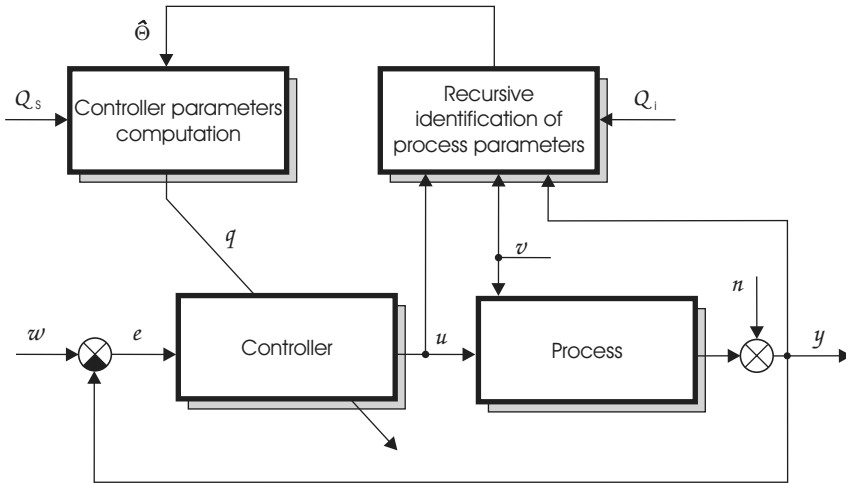 Θ̂
Q_s
Controller parameters
computation
Recursive
identification of
process parameters
Q_i
q
v
n
w
e
Controller
u
Process
y